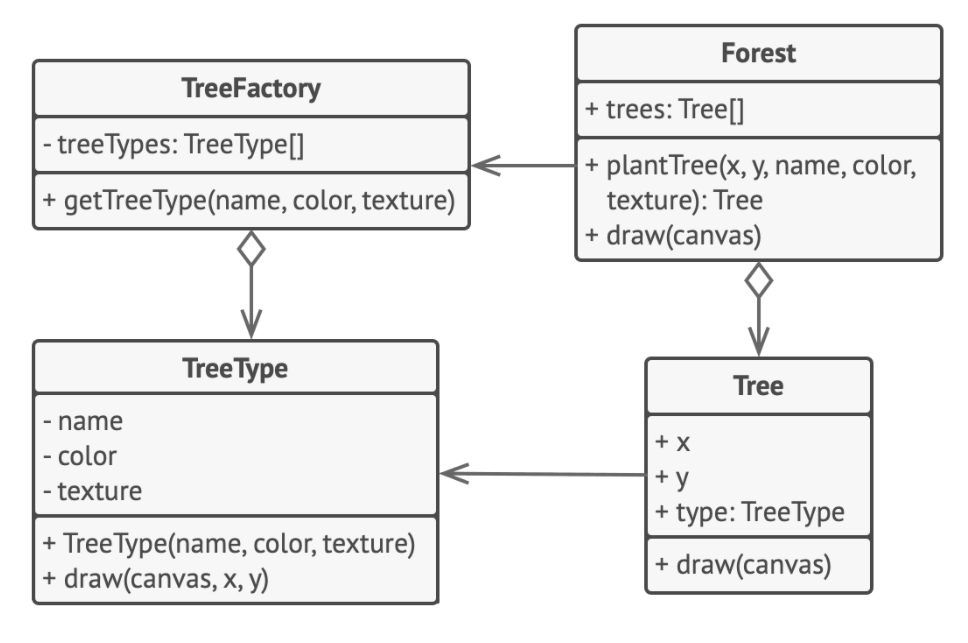 TreeFactory
- treeTypes: TreeType[]
+ getTreeType(name, color, texture)
Forest
+ trees: Tree[]
+ plantTree(x, y, name, color,
texture): Tree
+ draw(canvas)
TreeType
- name
- color
- texture
+ TreeType(name, color, texture)
+ draw(canvas, x, y)
Tree
+ x
+ y
+ type: TreeType
+ draw(canvas)